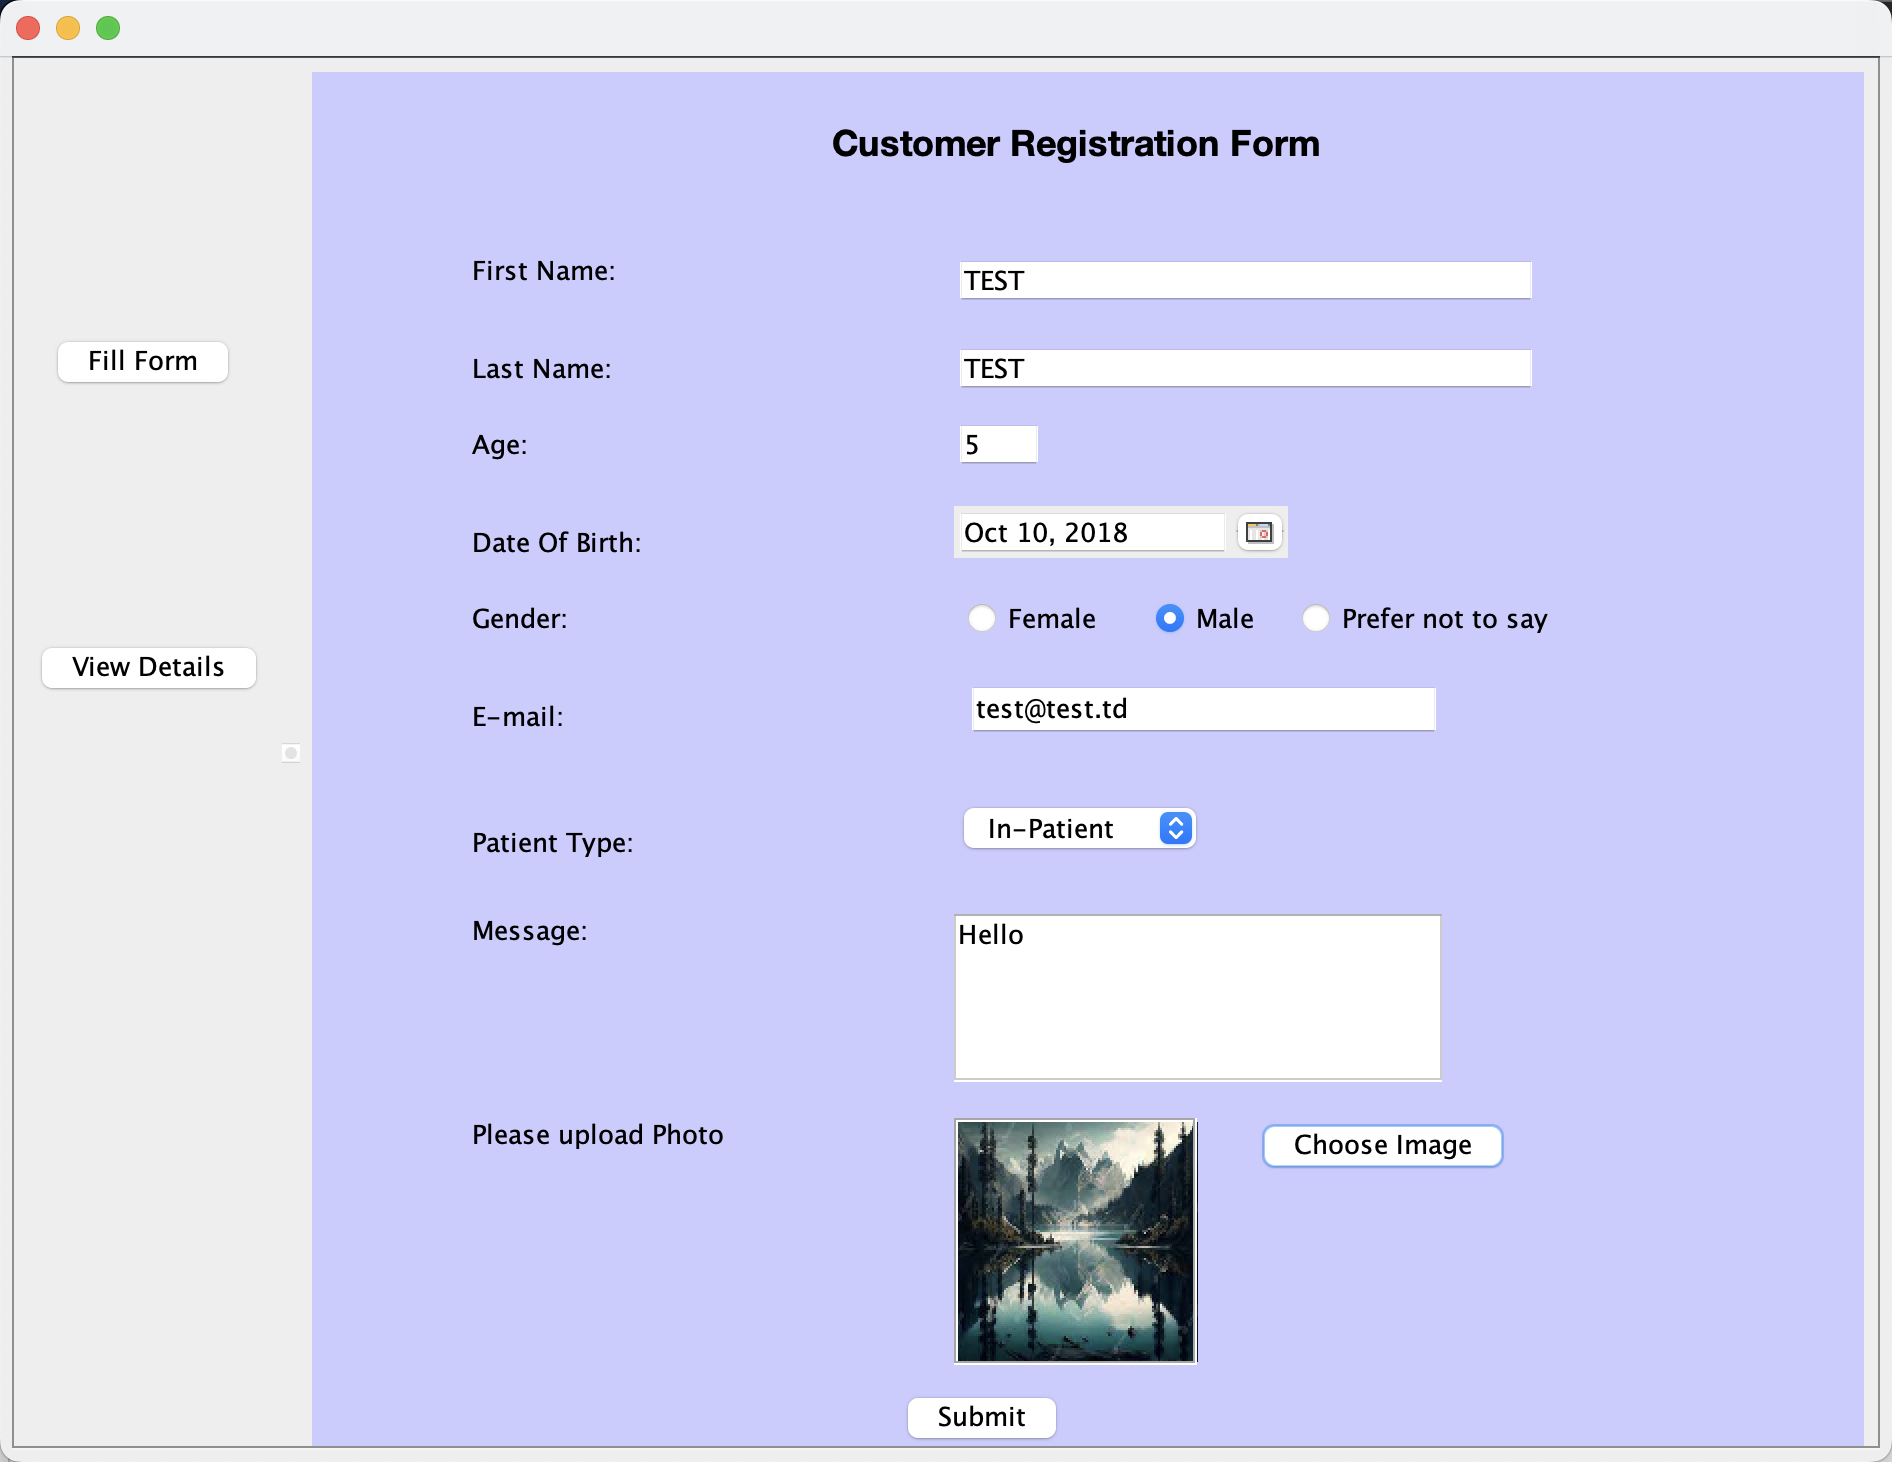 Customer Registration Form
First Name:
TEST
Last Name:
TEST
Age:
5
Date Of Birth:
Oct 10, 2018
Gender:
Female
Male
Prefer not to say
E-mail:
test@test.td
Patient Type:
In-Patient
Message:
Hello
Please upload Photo
Choose Image
Submit
Fill Form
View Details